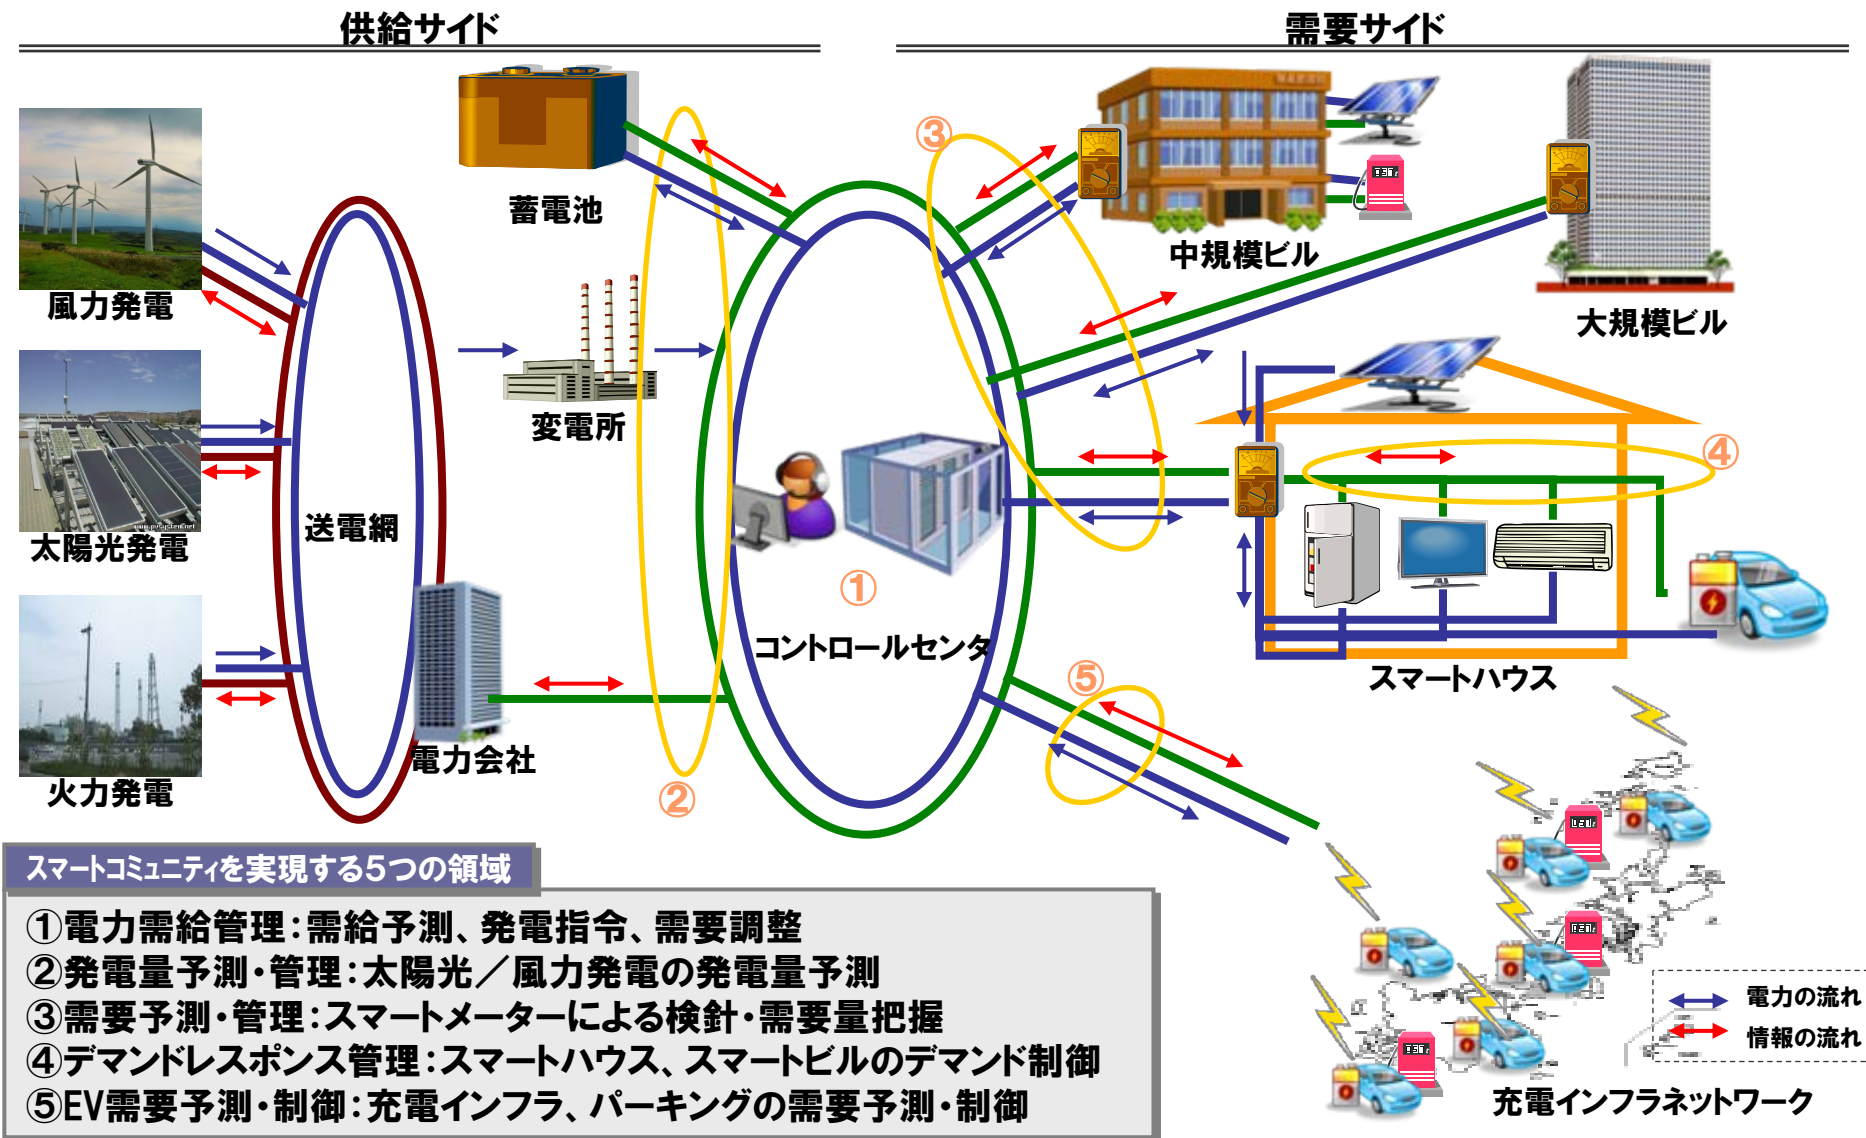 供給サイド
需要サイド
蓄電池
風力発電
変電所
太陽光発電
www.pvsystem.net
送電網
火力発電
電力会社
①
コントロールセンタ
②
③
中規模ビル
大規模ビル
④
スマートハウス
⑤
充電インフラネットワーク
電力の流れ
情報の流れ
スマートコミュニティを実現する5つの領域
①電力需給管理：需給予測、発電指令、需要調整
②発電量予測・管理：太陽光／風力発電の発電量予測
③需要予測・管理：スマートメーターによる検針・需要量把握
④デマンドレスポンス管理：スマートハウス、スマートビルのデマンド制御
⑤EV需要予測・制御：充電インフラ、パーキングの需要予測・制御